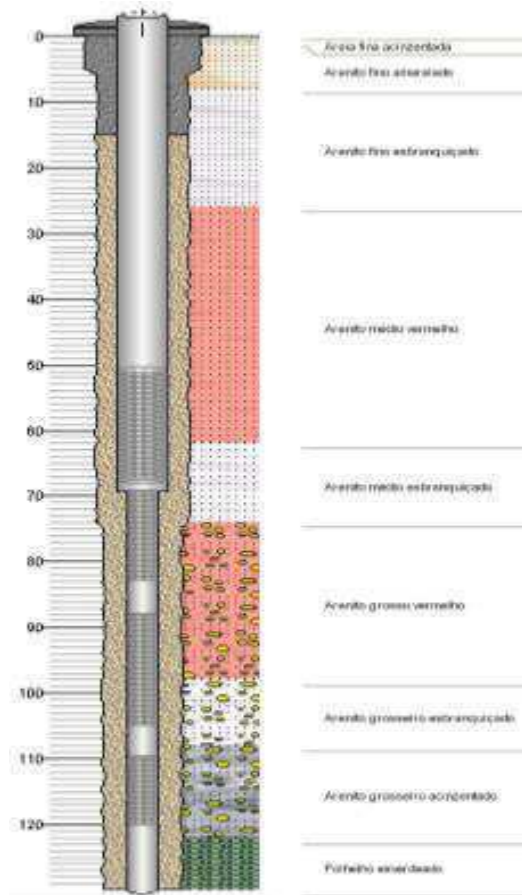 0
Areia fina acinzentada
Arenito fino amarelado
10
Arenito fino esbranquiçado
20
30
40
Arenito médio vermelho
50
60
Arenito médio esbranquiçado
70
80
Arenito grosso vermelho
90
100
Arenito grosseiro esbranquiçado
110
Arenito grosseiro acinzentado
120
Folhelho esverdeado